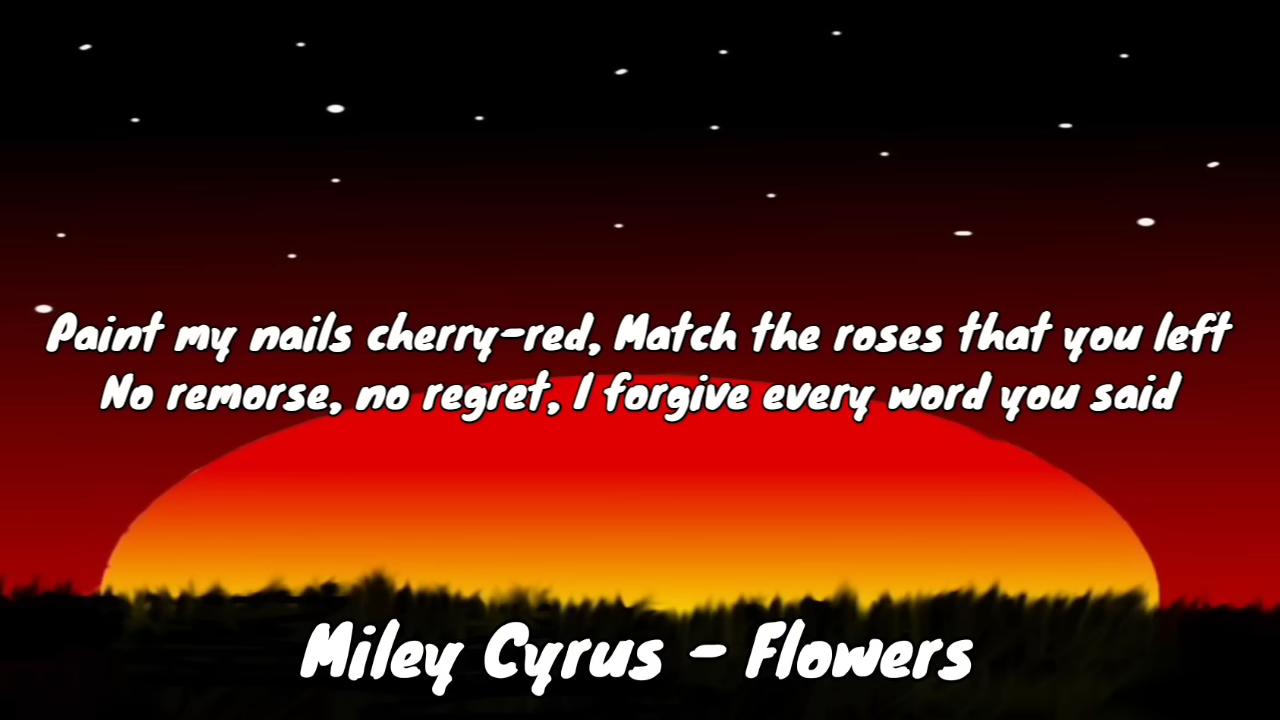 Paint my nails cherry-red, Match the roses that you left
No remorse, no regret, I forgive every word you said
Miley Cyrus - Flowers